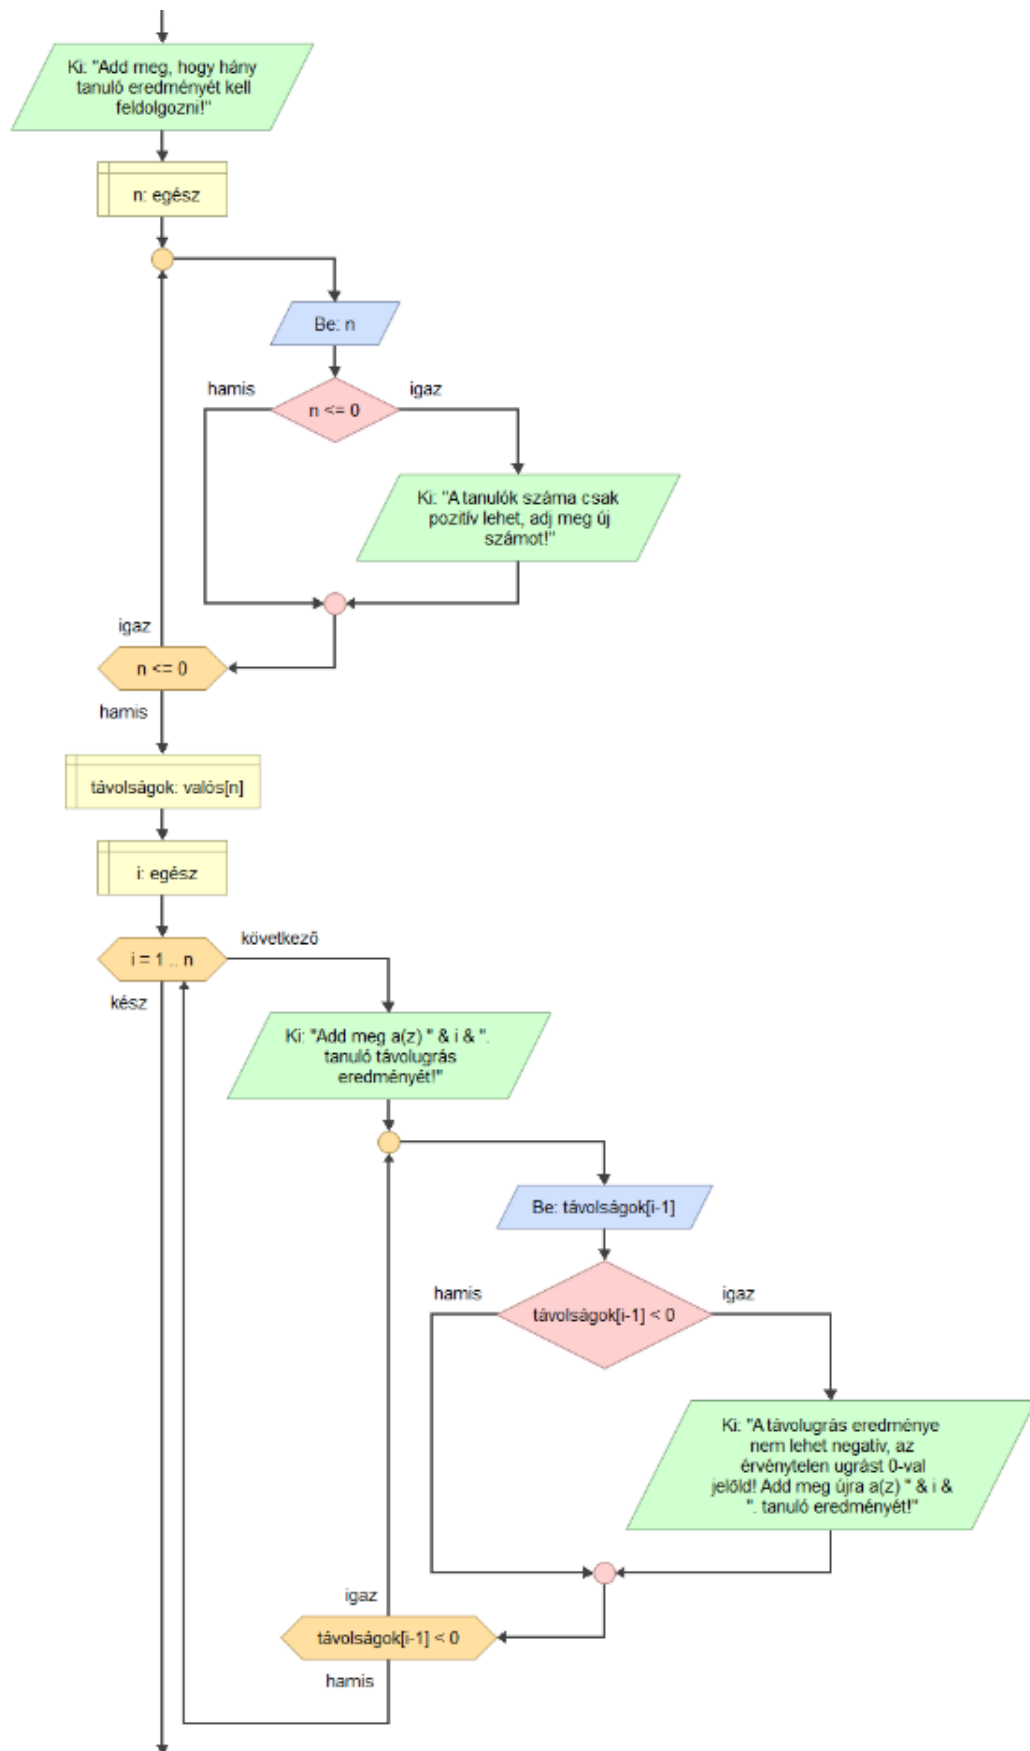 Ki: "Add meg, hogy hány
tanuló eredményét kell
feldolgozni!"
n: egész
Be: n
hamis
igaz
n <= 0
Ki: "A tanulók száma csak
pozitív lehet, adj meg új
számot!"
igaz
n <= 0
hamis
távolságok: valós[n]
i: egész
következő
i = 1 .. n
kész
Ki: "Add meg a(z) " & i & ".
tanuló távolugrás
eredményét!"
Be: távolságok[i-1]
hamis
igaz
távolságok[i-1] < 0
Ki: "A távolugrás eredménye
nem lehet negatív, az
érvénytelen ugrást 0-val
jelöld! Add meg újra a(z) " & i &
". tanuló eredményét!"
igaz
távolságok[i-1] < 0
hamis